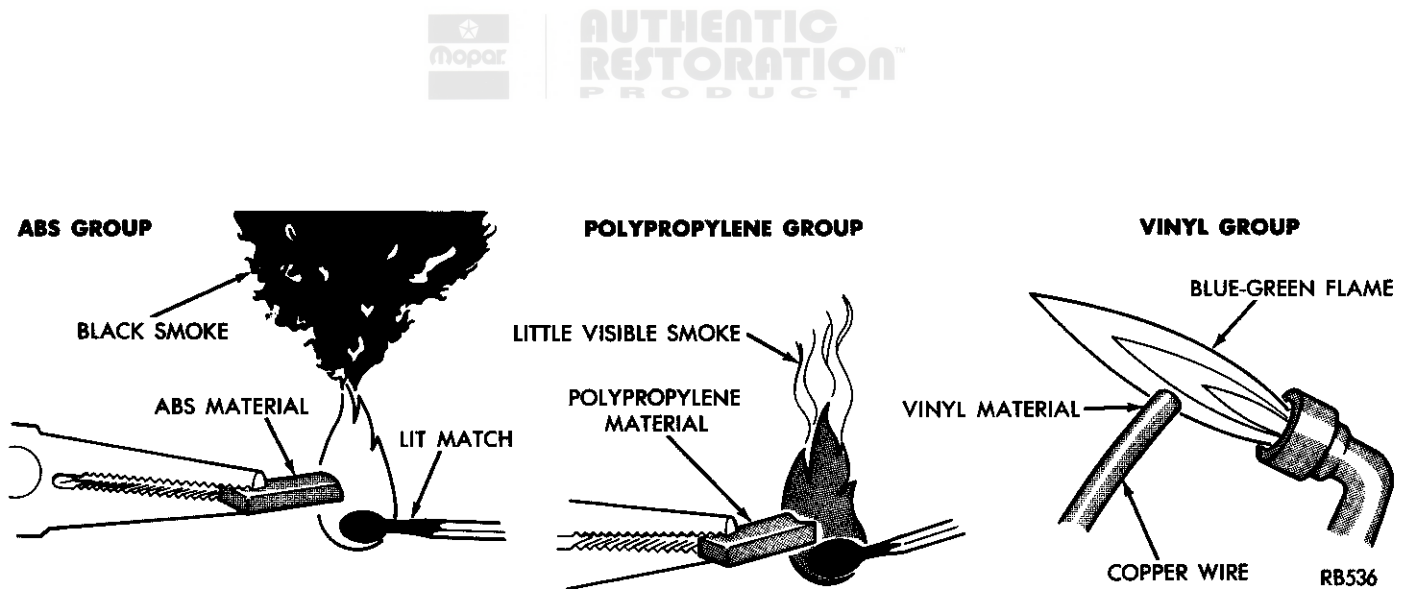 Mopar
AUTHENTIC
RESTORATION™
PRODUCT
ABS GROUP
BLACK SMOKE
ABS MATERIAL
LIT MATCH
POLYPROPYLENE GROUP
LITTLE VISIBLE SMOKE
POLYPROPYLENE
MATERIAL
VINYL GROUP
BLUE-GREEN FLAME
VINYL MATERIAL
COPPER WIRE
RB536